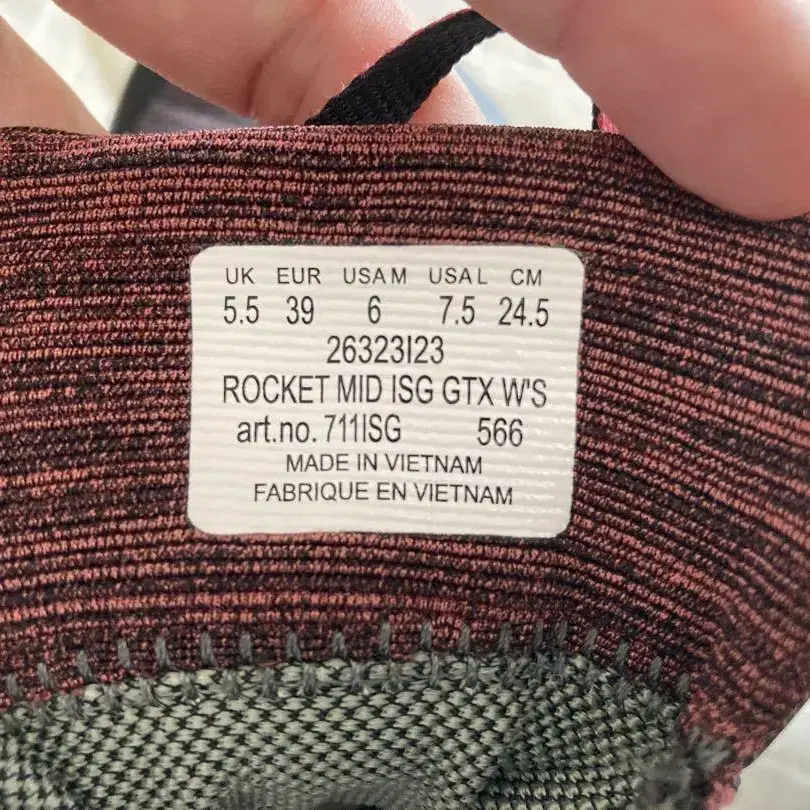 UK EUR USA M USA L CM
5.5 39 6 7.5 24.5
26323I23
ROCKET MID ISG GTX W'S
art.no. 711ISG 566
MADE IN VIETNAM
FABRIQUE EN VIETNAM